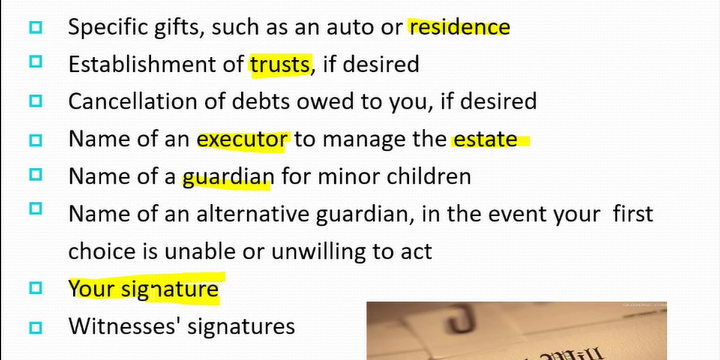 Specific gifts, such as an auto or residence
Establishment of trusts, if desired
Cancellation of debts owed to you, if desired
Name of an executor to manage the estate
Name of a guardian for minor children
Name of an alternative guardian, in the event your first
choice is unable or unwilling to act
Your signature
Witnesses' signatures
Will